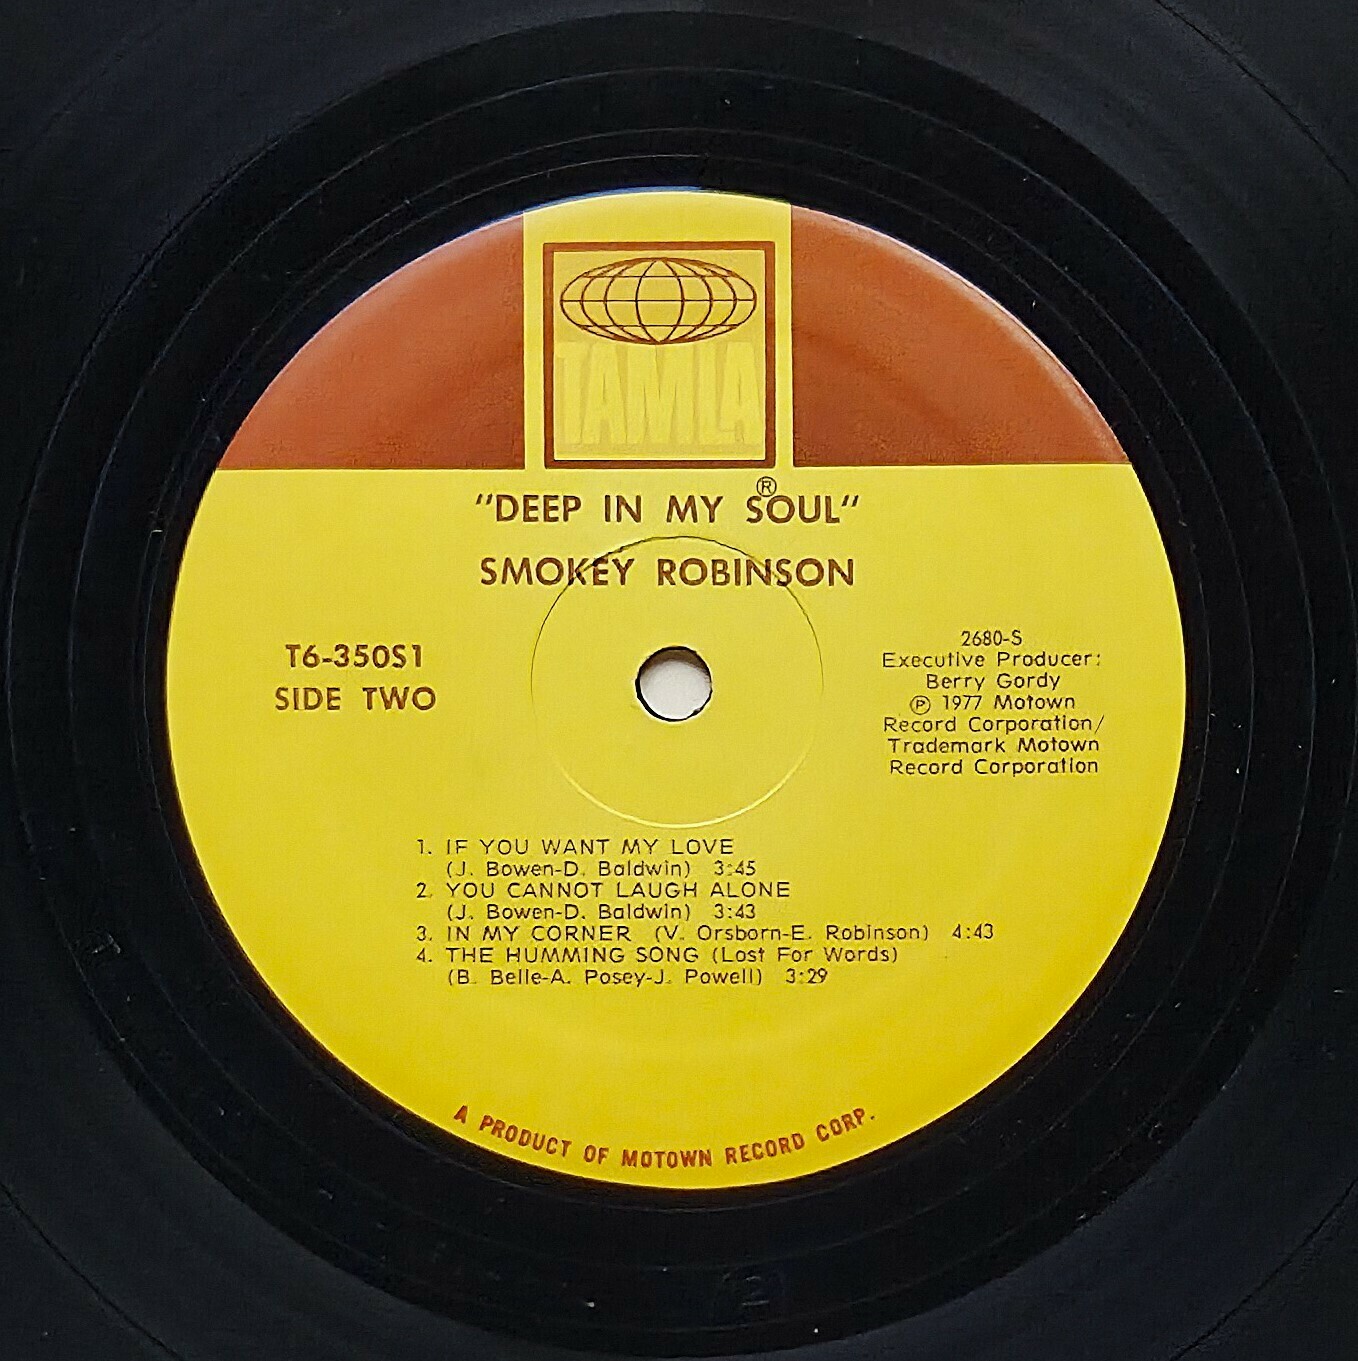 TAMLA
®
"DEEP IN MY SOUL"
SMOKEY ROBINSON
T6-350S1
SIDE TWO
2680-S
Executive Producer:
Berry Gordy
℗ 1977 Motown
Record Corporation/
Trademark Motown
Record Corporation
1. IF YOU WANT MY LOVE
(J. Bowen-D. Baldwin) 3:45
2. YOU CANNOT LAUGH ALONE
(J. Bowen-D. Baldwin) 3:43
3. IN MY CORNER (V. Orsborn-E. Robinson) 4:43
4. THE HUMMING SONG (Lost For Words)
(B. Belle-A. Posey-J. Powell) 3:29
A PRODUCT OF MOTOWN RECORD CORP.